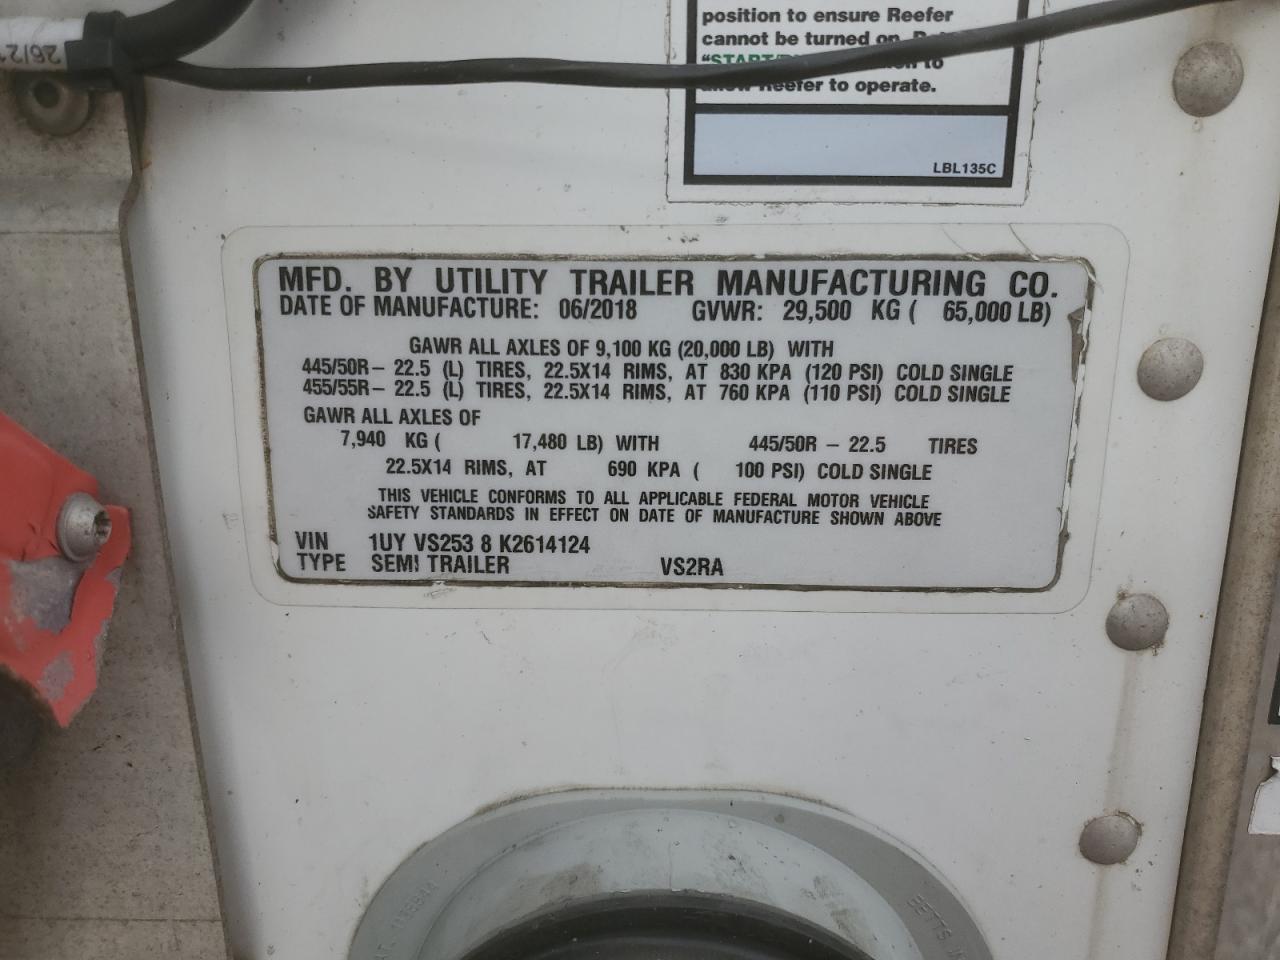 26/21
position to ensure Reefer
cannot be turned on.
"START/ to
Reefer to operate.
LBL135C
MFD. BY UTILITY TRAILER MANUFACTURING CO.
DATE OF MANUFACTURE: 06/2018 GVWR: 29,500 KG ( 65,000 LB)
GAWR ALL AXLES OF 9,100 KG (20,000 LB) WITH
445/50R - 22.5 (L) TIRES, 22.5X14 RIMS, AT 830 KPA (120 PSI) COLD SINGLE
455/55R - 22.5 (L) TIRES, 22.5X14 RIMS, AT 760 KPA (110 PSI) COLD SINGLE
GAWR ALL AXLES OF
7,940 KG ( 17,480 LB) WITH 445/50R - 22.5 TIRES
22.5X14 RIMS, AT 690 KPA ( 100 PSI) COLD SINGLE
THIS VEHICLE CONFORMS TO ALL APPLICABLE FEDERAL MOTOR VEHICLE
SAFETY STANDARDS IN EFFECT ON DATE OF MANUFACTURE SHOWN ABOVE
VIN 1UY VS253 8 K2614124
TYPE SEMI TRAILER VS2RA
BETTS